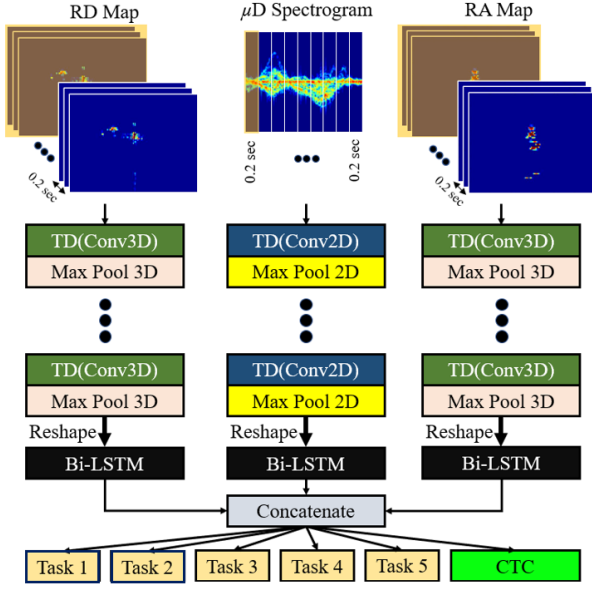 RD Map
μD Spectrogram
RA Map
0.2 sec
0.2 sec
0.2 sec
0.2 sec
TD(Conv3D)
Max Pool 3D
TD(Conv2D)
Max Pool 2D
TD(Conv3D)
Max Pool 3D
TD(Conv3D)
Max Pool 3D
TD(Conv2D)
Max Pool 2D
TD(Conv3D)
Max Pool 3D
Reshape
Reshape
Reshape
Bi-LSTM
Bi-LSTM
Bi-LSTM
Concatenate
Task 1
Task 2
Task 3
Task 4
Task 5
CTC